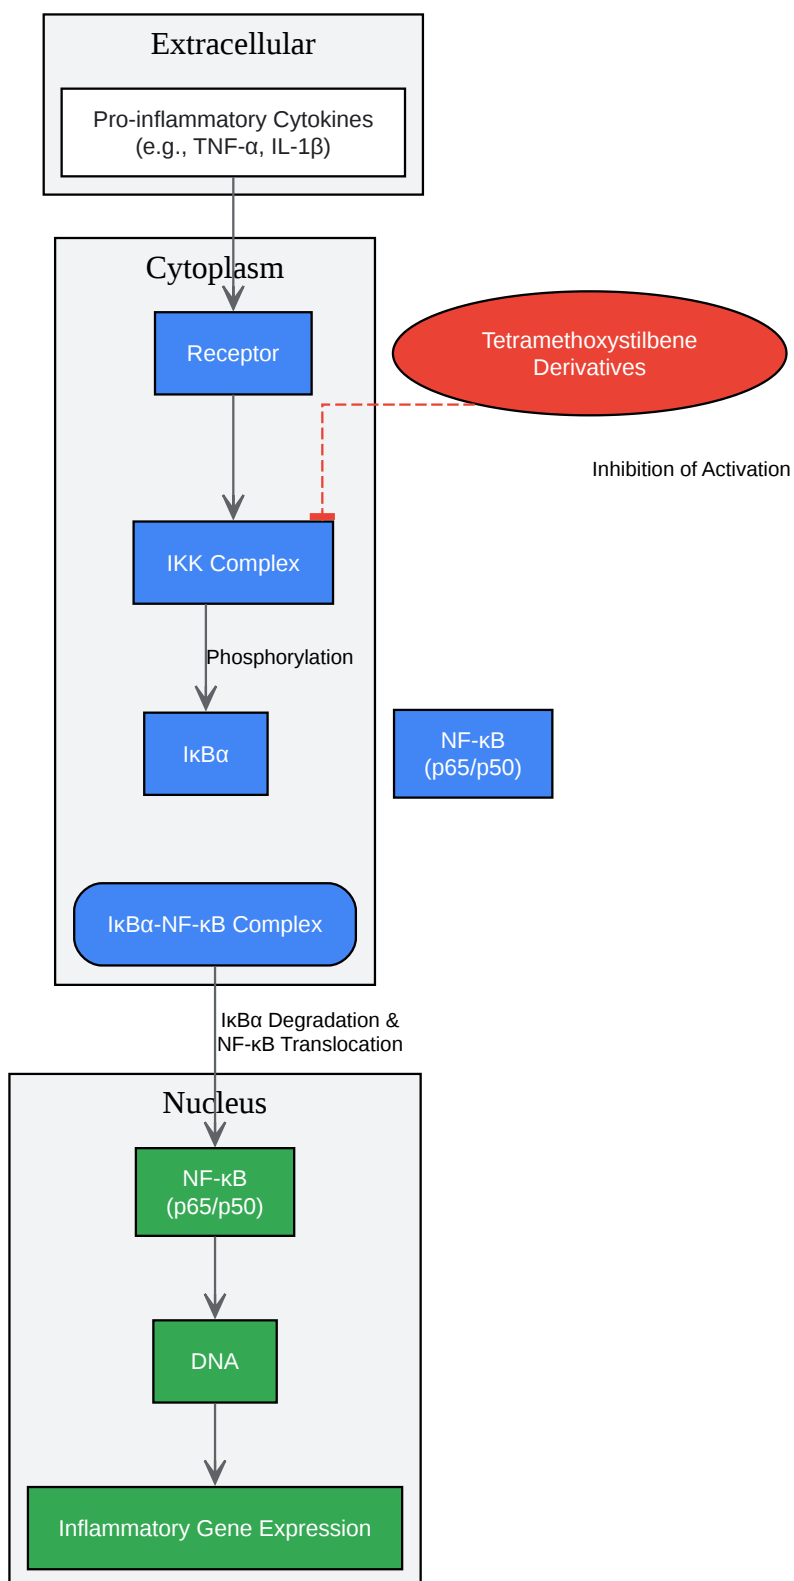 Extracellular
Pro-inflammatory Cytokines
(e.g., TNF-α, IL-1β)
Cytoplasm
Receptor
Tetramethoxystilbene
Derivatives
Inhibition of Activation
IKK Complex
Phosphorylation
IκBα
NF-κB
(p65/p50)
IκBα-NF-κB Complex
IκBα Degradation &
NF-κB Translocation
Nucleus
NF-κB
(p65/p50)
DNA
Inflammatory Gene Expression